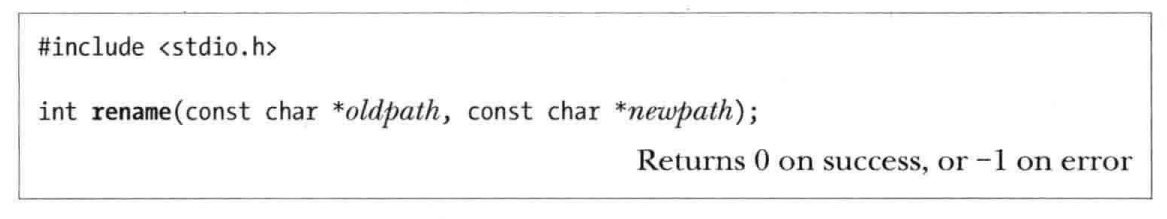 #include <stdio.h>
int rename(const char *oldpath, const char *newpath);
Returns 0 on success, or −1 on error